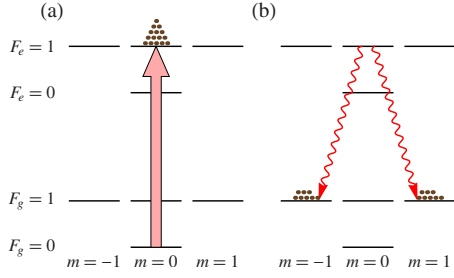 (a)
(b)
F_e = 1
F_e = 0
F_g = 1
F_g = 0
m = −1 m = 0 m = 1
m = −1 m = 0 m = 1